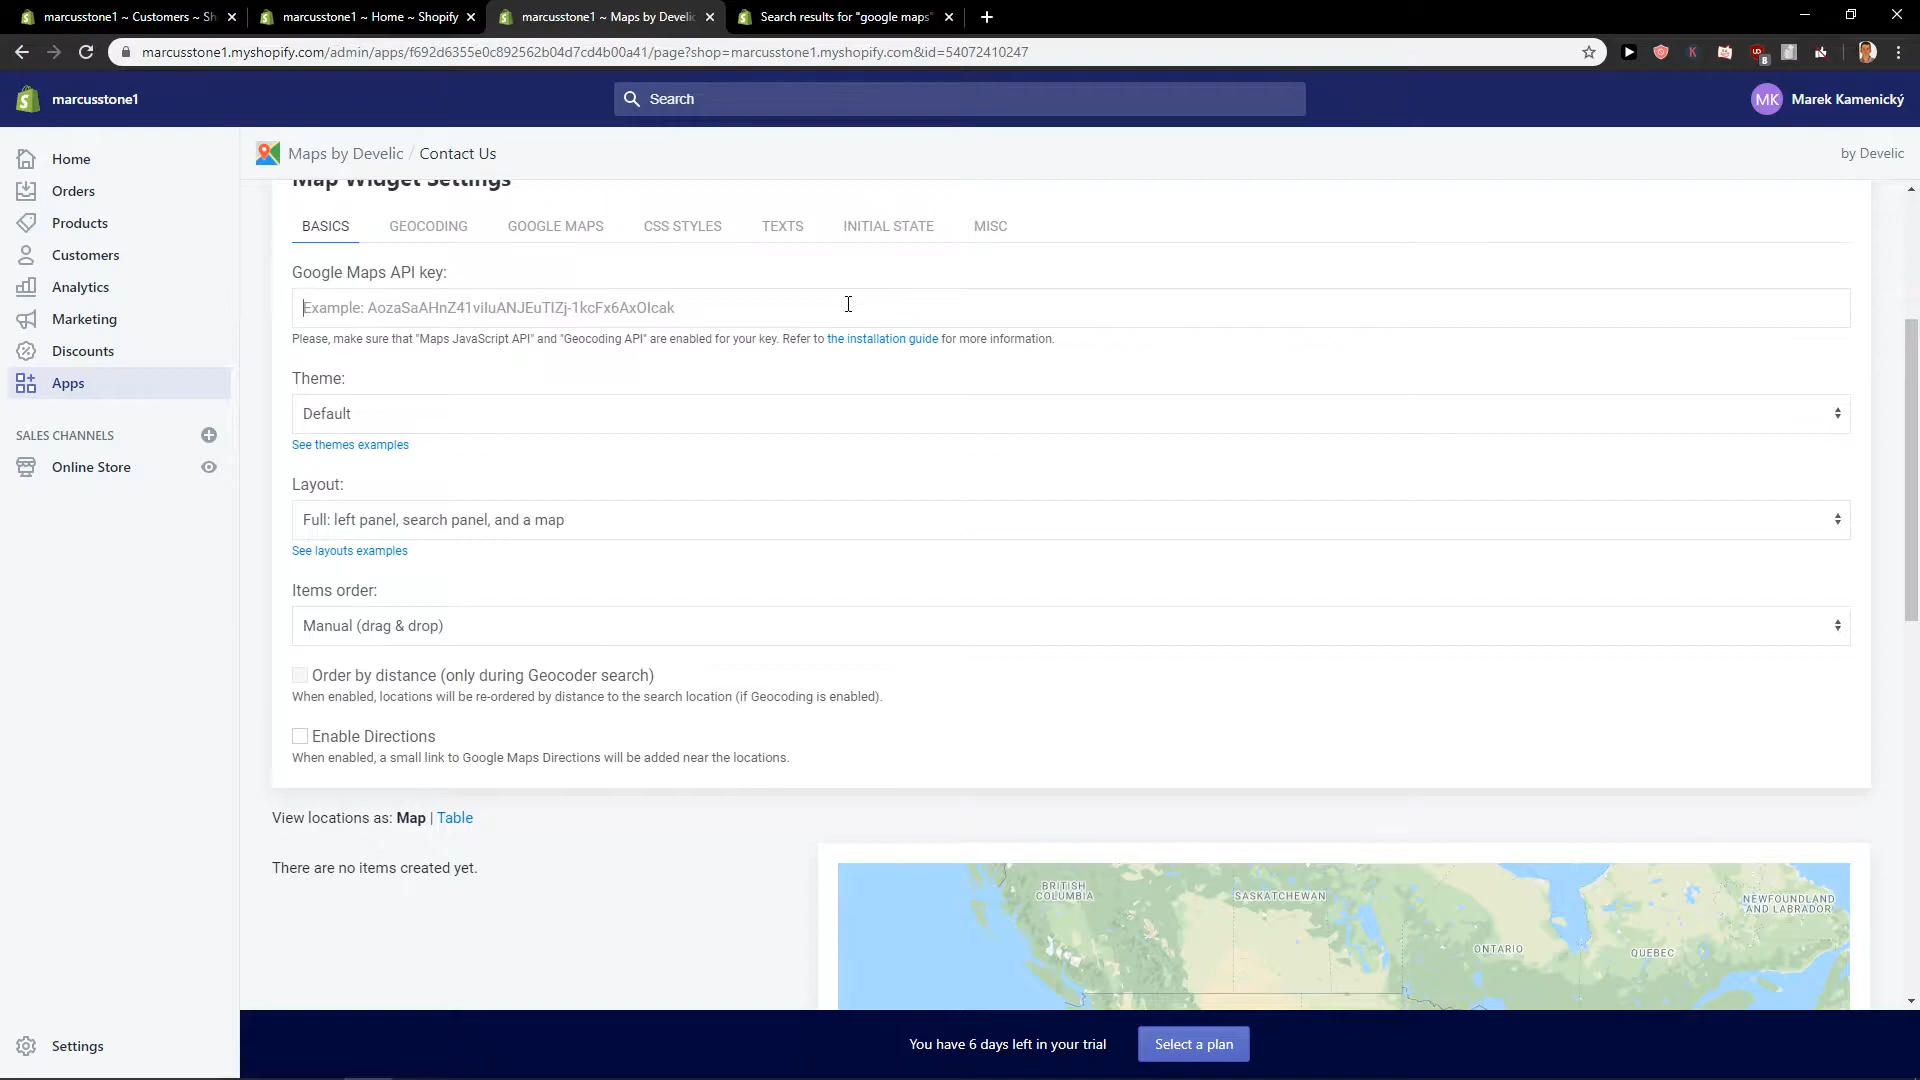 marcusstone1 ~ Customers ~ Sh
marcusstone1 ~ Home ~ Shopify
marcusstone1 ~ Maps by Develic
Search results for "google maps"
marcusstone1.myshopify.com/admin/apps/f692d6355e0c892562b04d7cd4b00a41/page?shop=marcusstone1.myshopify.com&id=54072410247
marcusstone1
Search
MK
Marek Kamenický
Maps by Develic / Contact Us
by Develic
Home
Orders
Products
Customers
Analytics
Marketing
Discounts
Apps
SALES CHANNELS
Online Store
Settings
Map Widget Settings
BASICS GEOCODING GOOGLE MAPS CSS STYLES TEXTS INITIAL STATE MISC
Google Maps API key:
Example: AozaSaAHnZ41viIuANJEuTIZj-1kcFx6AxOIcak
Please, make sure that "Maps JavaScript API" and "Geocoding API" are enabled for your key. Refer to the installation guide for more information.
Theme:
Default
See themes examples
Layout:
Full: left panel, search panel, and a map
See layouts examples
Items order:
Manual (drag & drop)
Order by distance (only during Geocoder search)
When enabled, locations will be re-ordered by distance to the search location (if Geocoding is enabled).
Enable Directions
When enabled, a small link to Google Maps Directions will be added near the locations.
View locations as: Map | Table
There are no items created yet.
BRITISH
COLUMBIA
SASKATCHEWAN
NEWFOUNDLAND
AND LABRADOR
ONTARIO
QUEBEC
You have 6 days left in your trial
Select a plan